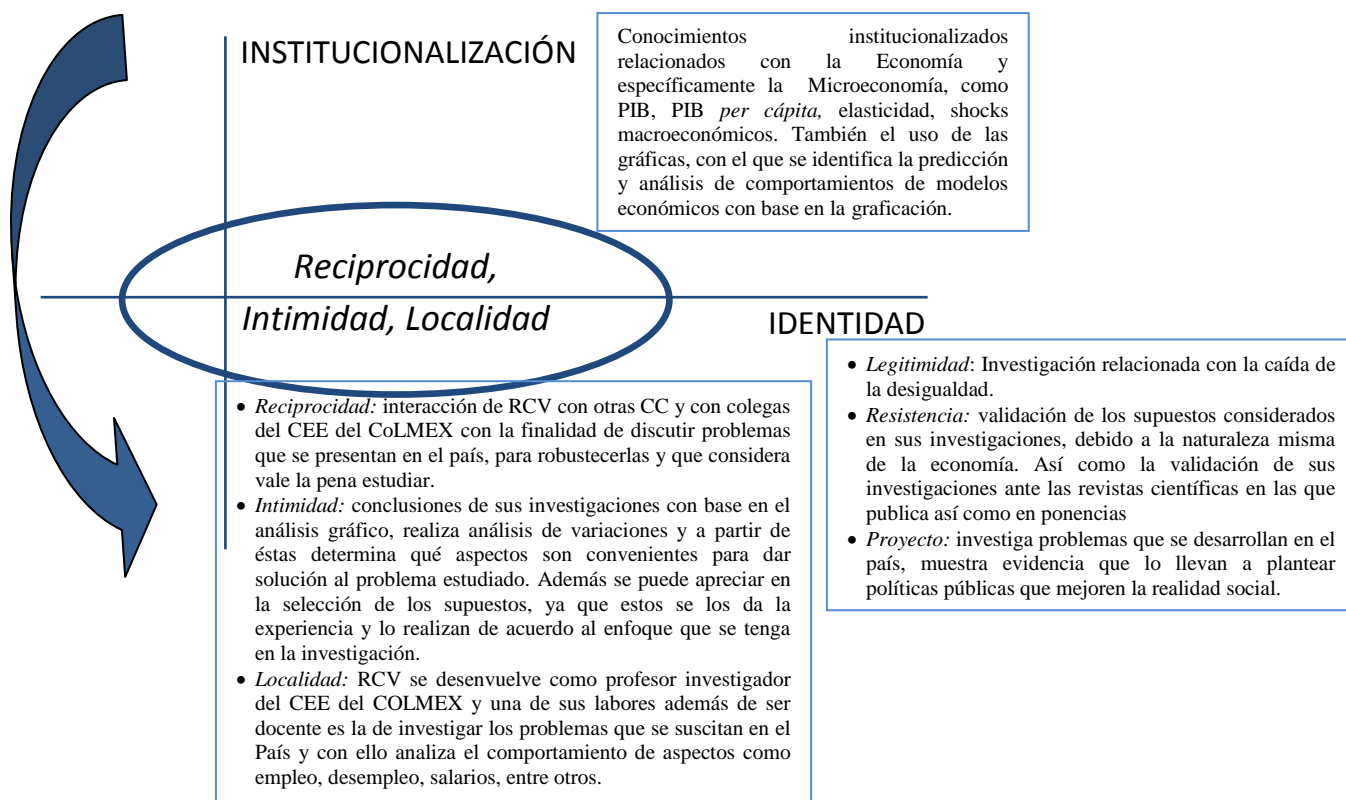 INSTITUCIONALIZACIÓN
Conocimientos institucionalizados
relacionados con la Economía y
específicamente la Microeconomía, como
PIB, PIB per cápita, elasticidad, shocks
macroeconómicos. También el uso de las
gráficas, con el que se identifica la predicción
y análisis de comportamientos de modelos
económicos con base en la graficación.
Reciprocidad,
Intimidad, Localidad
IDENTIDAD
• Legitimidad: Investigación relacionada con la caída de
la desigualdad.
• Resistencia: validación de los supuestos considerados
en sus investigaciones, debido a la naturaleza misma
de la economía. Así como la validación de sus
investigaciones ante las revistas científicas en las que
publica así como en ponencias
• Proyecto: investiga problemas que se desarrollan en el
país, muestra evidencia que lo llevan a plantear
políticas públicas que mejoren la realidad social.
• Reciprocidad: interacción de RCV con otras CC y con colegas
del CEE del CoLMEX con la finalidad de discutir problemas
que se presentan en el país, para robustecerlas y que considera
vale la pena estudiar.
• Intimidad: conclusiones de sus investigaciones con base en el
análisis gráfico, realiza análisis de variaciones y a partir de
éstas determina qué aspectos son convenientes para dar
solución al problema estudiado. Además se puede apreciar en
la selección de los supuestos, ya que estos se los da la
experiencia y lo realizan de acuerdo al enfoque que se tenga
en la investigación.
• Localidad: RCV se desenvuelve como profesor investigador
del CEE del COLMEX y una de sus labores además de ser
docente es la de investigar los problemas que se suscitan en el
País y con ello analiza el comportamiento de aspectos como
empleo, desempleo, salarios, entre otros.